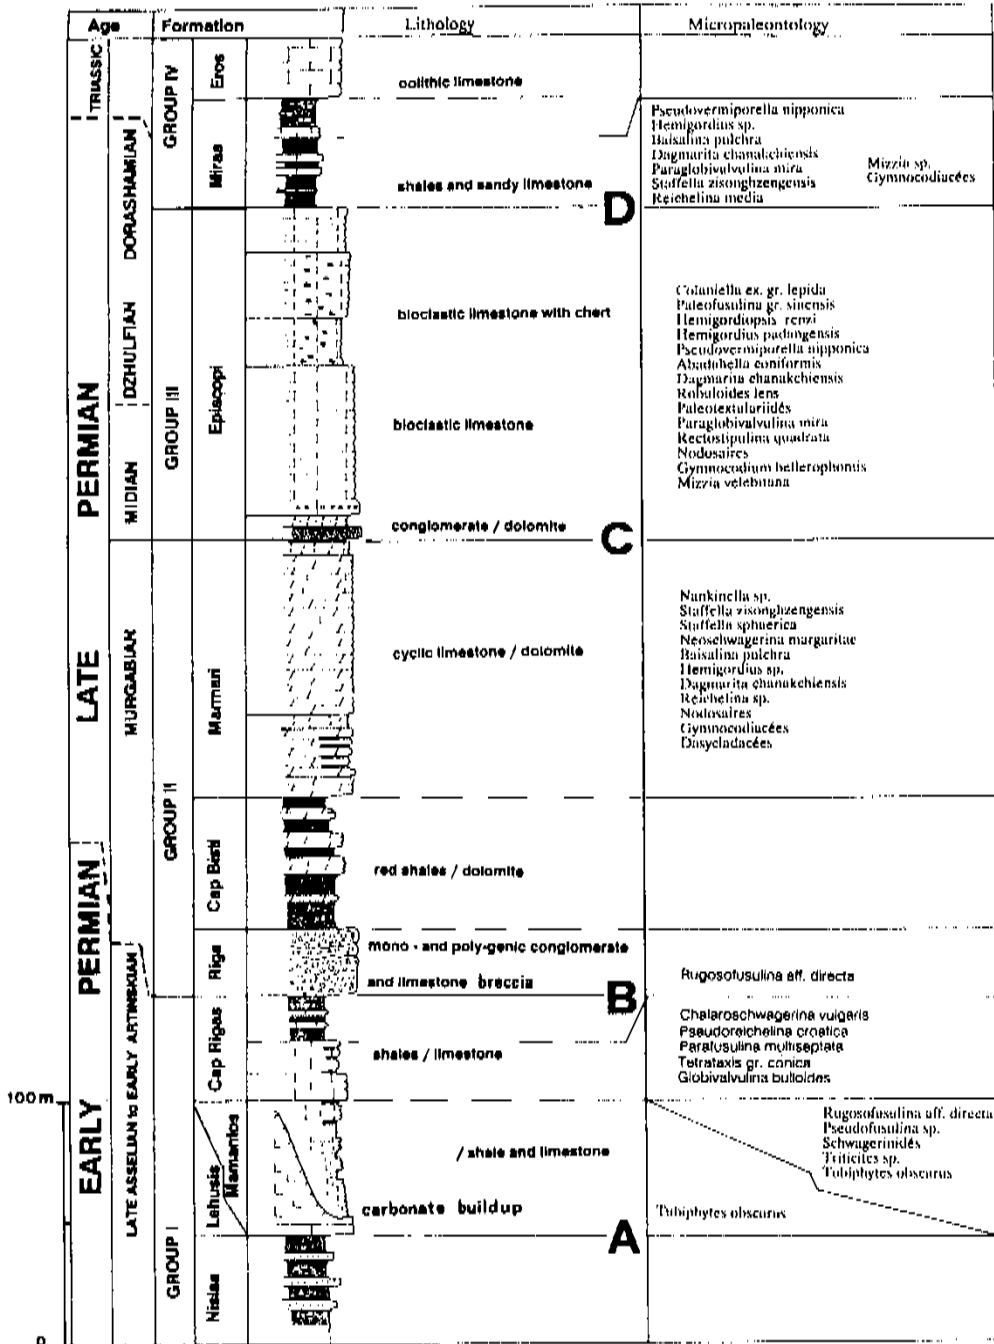 Age
Formation
Lithology
Micropaleontology
TRIASSIC
GROUP IV
Eros
oolithic limestone
Miras
shales and sandy limestone
D
Pseudovermiporella nipponica
Hemigordius sp.
Baisalina pulchra
Dagmarita chanakchiensis
Paraglobivalvulina mira
Staffella zisonghzengensis
Reichelina media
Mizzia sp.
Gymnocodiacées
LATE PERMIAN
DORASHAMIAN
DZHULFIAN
MIDIAN
GROUP III
Episcopi
bioclastic limestone with chert
bioclastic limestone
conglomerate / dolomite
C
Colaniella ex. gr. lepida
Paleofusulina gr. sinensis
Hemigordiopsis renzi
Hemigordius padangensis
Pseudovermiporella nipponica
Abadehella coniformis
Dagmarita chanakchiensis
Robuloides lens
Paleotextulariidés
Paraglobivalvulina mira
Rectostipulina quadrata
Nodosaires
Gymnocodium bellerophontis
Mizzia velebitana
MURGABIAN
GROUP II
Marmari
cyclic limestone / dolomite
Nankinella sp.
Staffella zisonghzengensis
Staffella sphaerica
Neoschwagerina margaritae
Baisalina pulchra
Hemigordius sp.
Dagmarita chanakchiensis
Reichelina sp.
Nodosaires
Gymnocodiacées
Dasycladacées
Cap Bisti
red shales / dolomite
Riga
mono - and poly-genic conglomerate
and limestone breccia
B
Rugosofusulina aff. directa
EARLY PERMIAN
LATE ASSELIAN to EARLY ARTINSKIAN
GROUP I
Cap Rigas
shales / limestone
Chalaroschwagerina vulgaris
Pseudoreichelina croatica
Parafusulina multiseptata
Tetrataxis gr. conica
Globivalvulina bulloides
100 m
Lehusis
Mamantos
/ shale and limestone
carbonate buildup
A
Rugosofusulina aff. directa
Pseudofusulina sp.
Schwagerinidés
Triticites sp.
Tubiphytes obscurus
Tubiphytes obscurus
Nisiaa
0